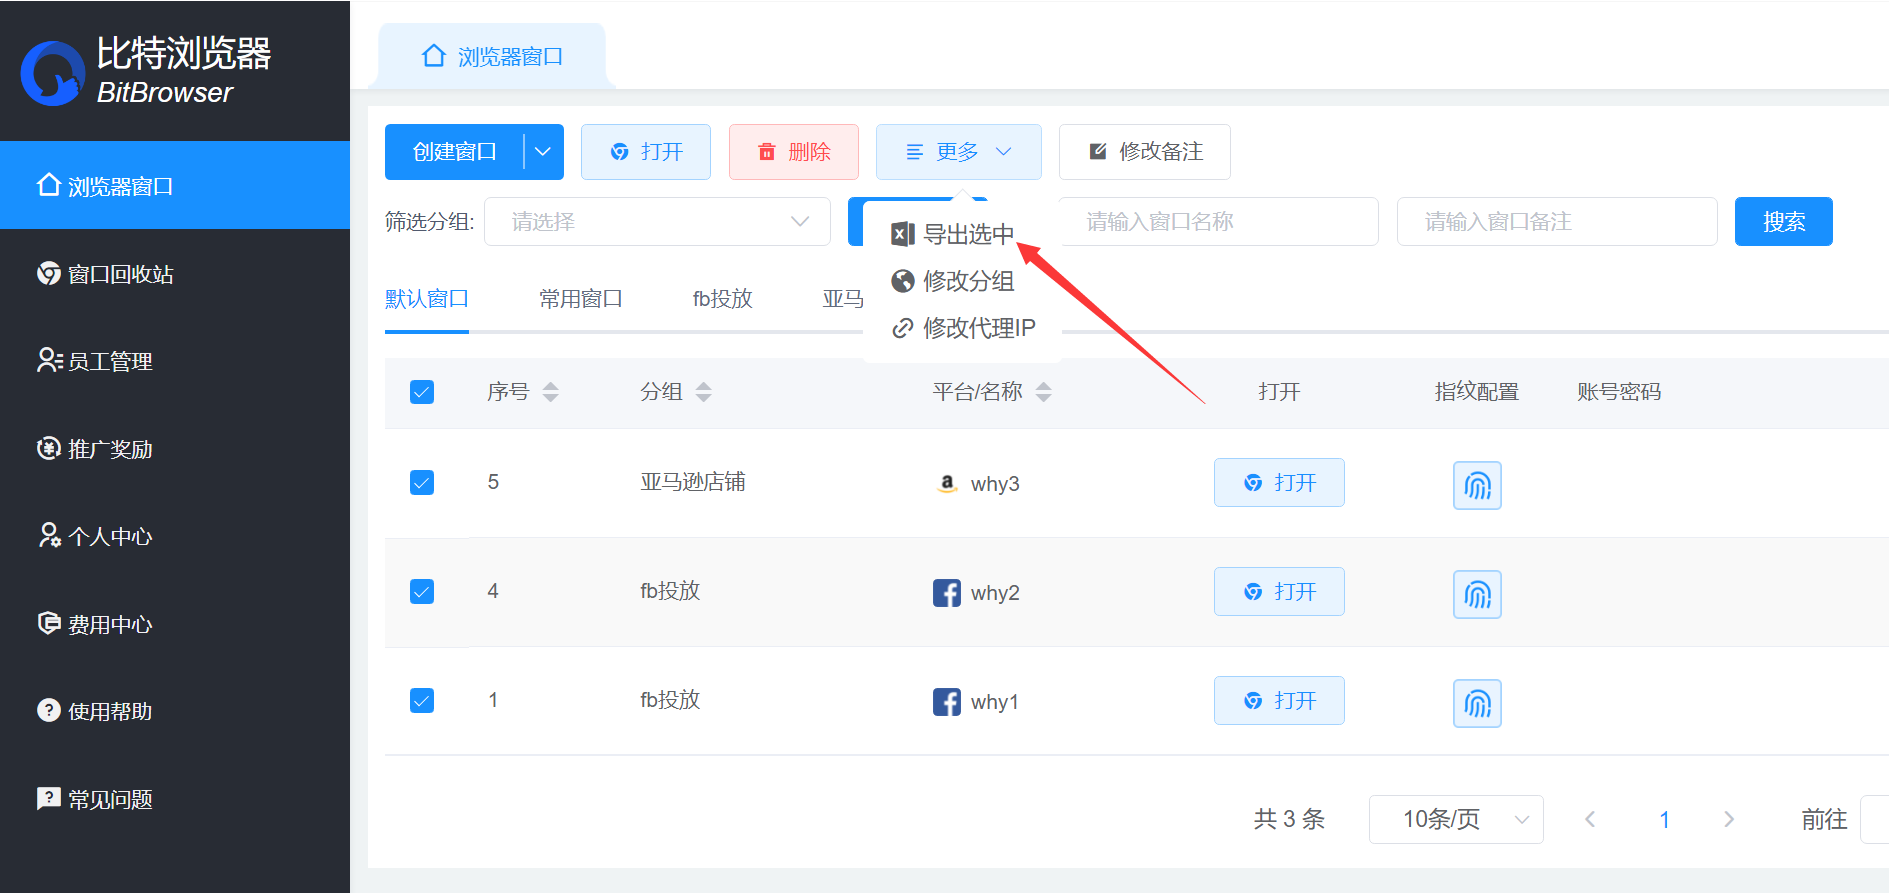 比特浏览器
BitBrowser
浏览器窗口
窗口回收站
员工管理
推广奖励
个人中心
费用中心
使用帮助
常见问题
浏览器窗口
创建窗口 打开 删除 更多 修改备注
筛选分组: 请选择 请输入窗口名称 请输入窗口备注 搜索
导出选中
修改分组
修改代理IP
默认窗口 常用窗口 fb投放 亚马
序号 分组 平台/名称 打开 指纹配置 账号密码
5 亚马逊店铺 why3 打开
4 fb投放 why2 打开
1 fb投放 why1 打开
共 3 条 10条/页 1 前往